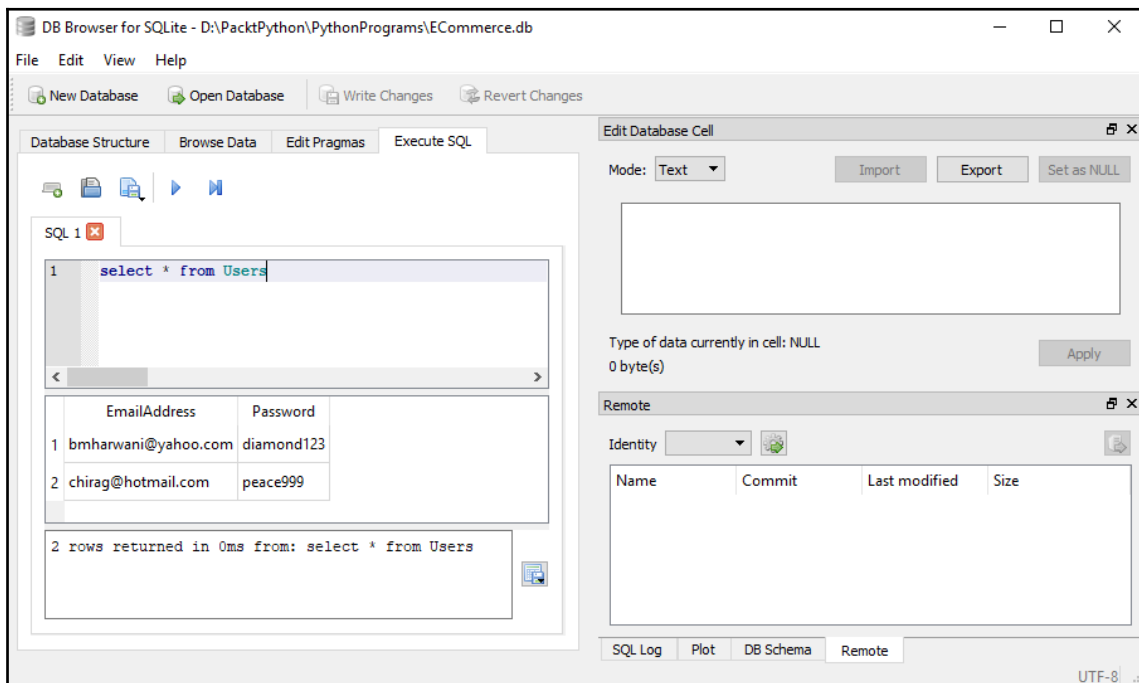 DB Browser for SQLite - D:\PacktPython\PythonPrograms\ECommerce.db
File Edit View Help
New Database Open Database Write Changes Revert Changes
Database Structure Browse Data Edit Pragmas Execute SQL
SQL 1
1 select * from Users
EmailAddress Password
1 bmharwani@yahoo.com diamond123
2 chirag@hotmail.com peace999
2 rows returned in 0ms from: select * from Users
Edit Database Cell
Mode: Text Import Export Set as NULL
Type of data currently in cell: NULL
0 byte(s)
Apply
Remote
Identity
Name Commit Last modified Size
SQL Log Plot DB Schema Remote
UTF-8